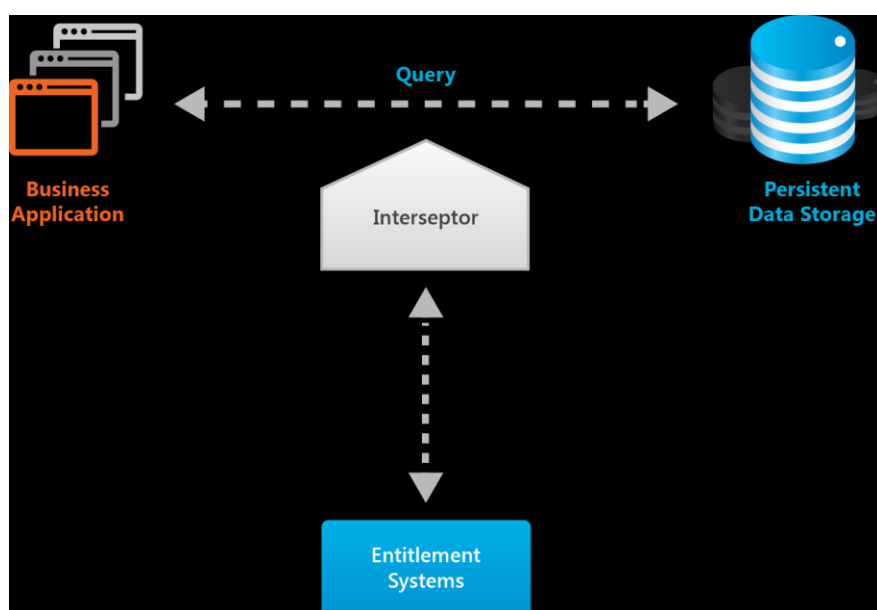 Query
Business
Application
Persistent
Data Storage
Interseptor
Entitlement
Systems